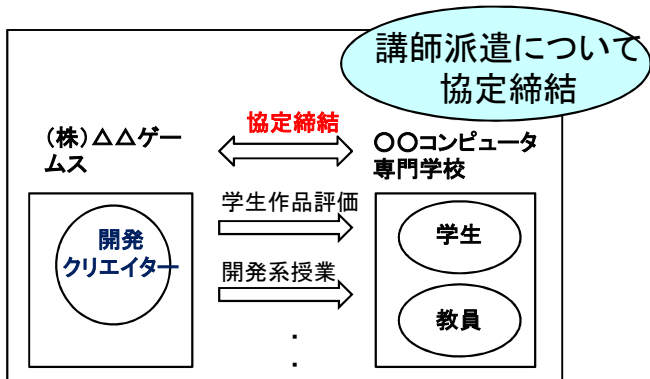 講師派遣について
協定締結
協定締結
(株)△△ゲー
ムス
〇〇コンピュータ
専門学校
学生作品評価
開発
クリエイター
学生
開発系授業
教員
・
・